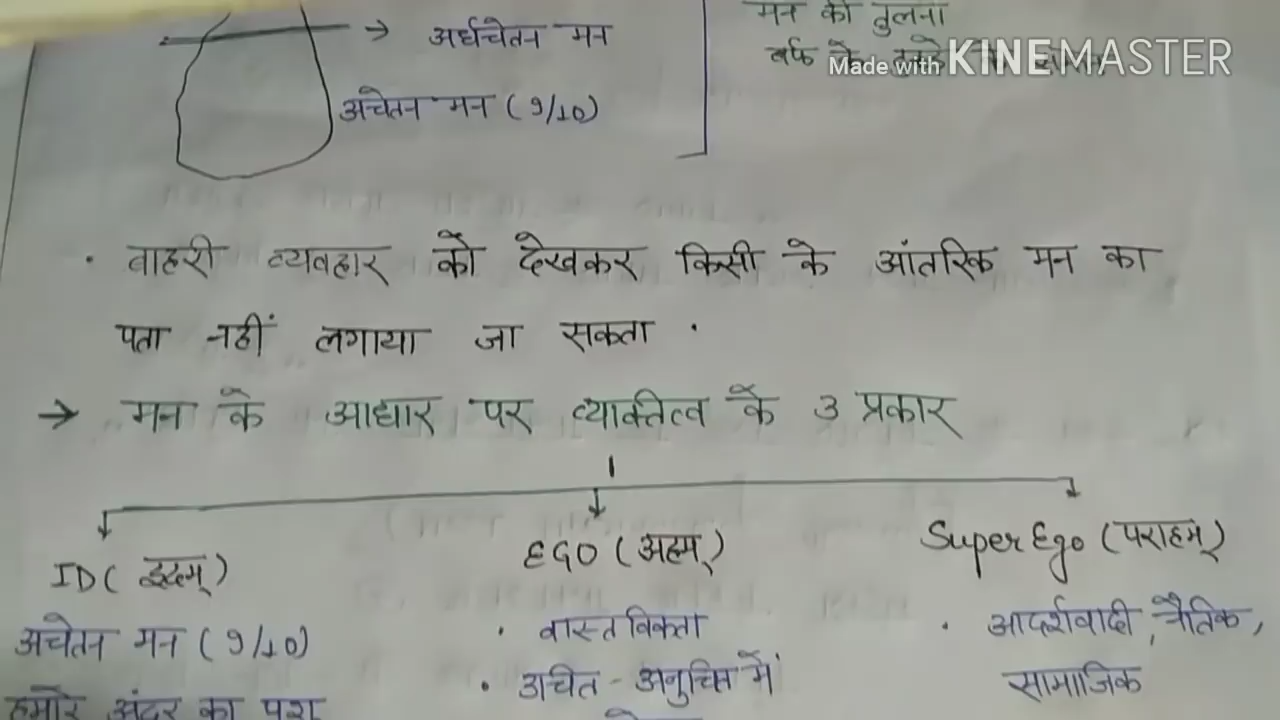 → अर्धचेतन मन
अचेतन मन (9/10)
मन की तुलना
बर्फ के
Made with KINEMASTER
· बाहरी व्यवहार को देखकर किसी के आंतरिक मन का
पता नहीं लगाया जा सकता .
→ मन के आधार पर व्यक्तित्व के 3 प्रकार
ID (इदम्)
EGO (अहम्)
Super Ego (पराहम्)
अचेतन मन (9/10)
· वास्तविकता
· आदर्शवादी, नैतिक,
हमारे अंदर का पशु
· उचित - अनुचित में
सामाजिक